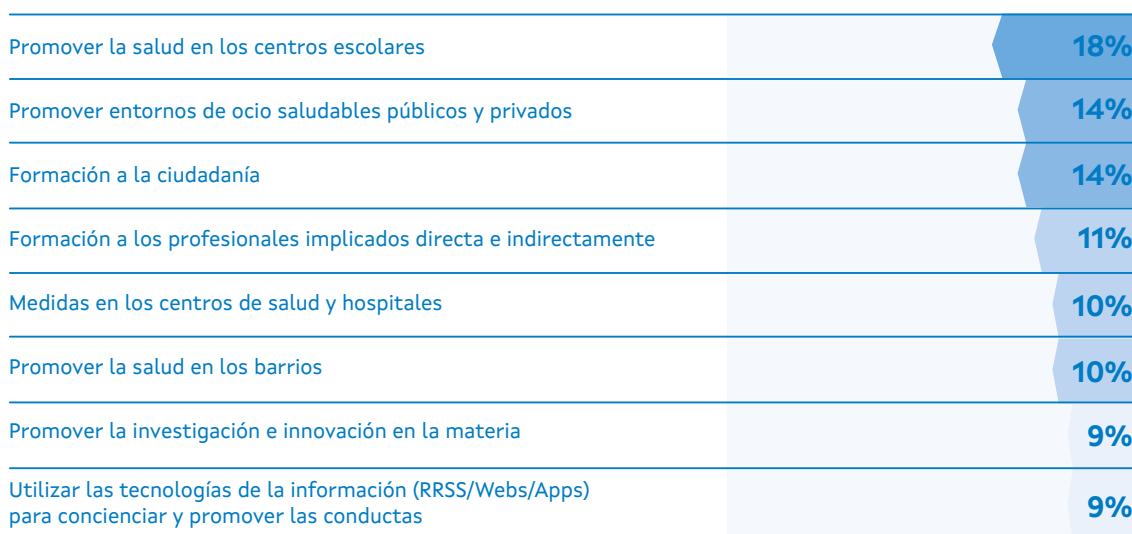 Promover la salud en los centros escolares 18%
Promover entornos de ocio saludables públicos y privados 14%
Formación a la ciudadanía 14%
Formación a los profesionales implicados directa e indirectamente 11%
Medidas en los centros de salud y hospitales 10%
Promover la salud en los barrios 10%
Promover la investigación e innovación en la materia 9%
Utilizar las tecnologías de la información (RRSS/Webs/Apps)
para concienciar y promover las conductas 9%